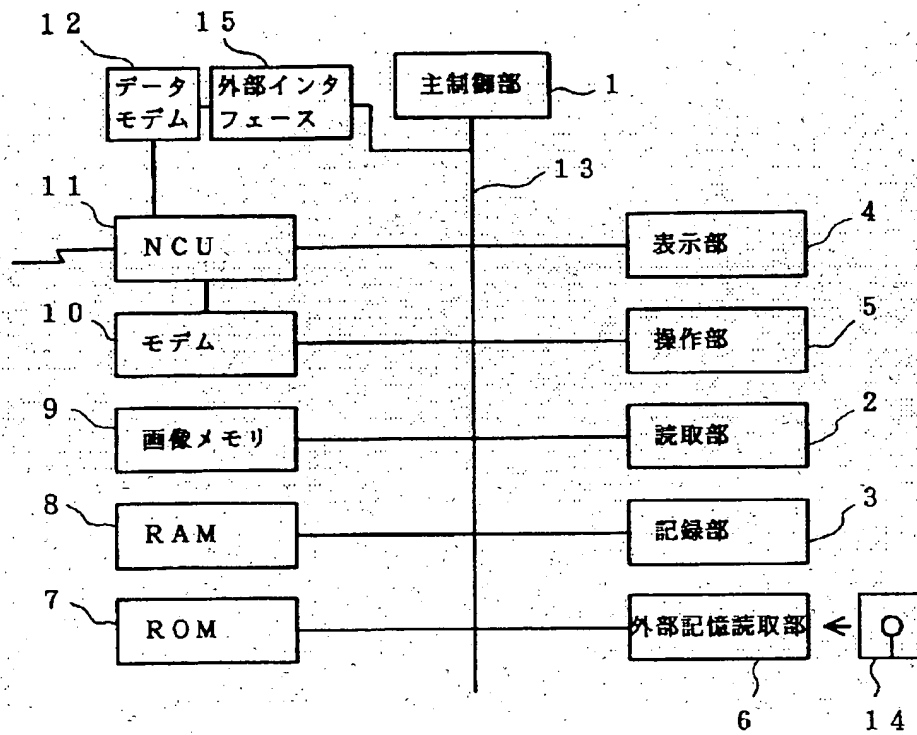 12
15
データ
モデム
外部インタ
フェース
主制御部
1
13
11
NCU
4
表示部
10
モデム
5
操作部
9
画像メモリ
2
読取部
8
RAM
3
記録部
7
ROM
外部記憶読取部
6
14